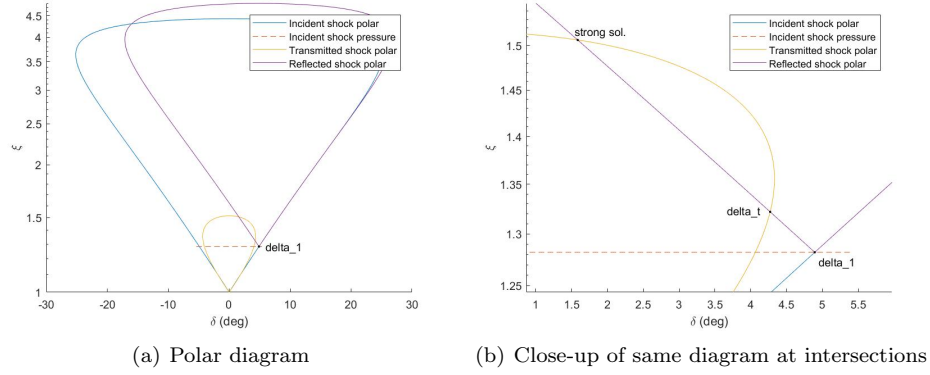 4.5
4
3.5
3
2.5
2
1.5
1
ξ
-30
-20
-10
0
10
20
30
δ (deg)
Incident shock polar
Incident shock pressure
Transmitted shock polar
Reflected shock polar
delta_1
(a) Polar diagram
1.5
1.45
1.4
1.35
1.3
1.25
ξ
1
1.5
2
2.5
3
3.5
4
4.5
5
5.5
δ (deg)
Incident shock polar
Incident shock pressure
Transmitted shock polar
Reflected shock polar
strong sol.
delta_t
delta_1
(b) Close-up of same diagram at intersections